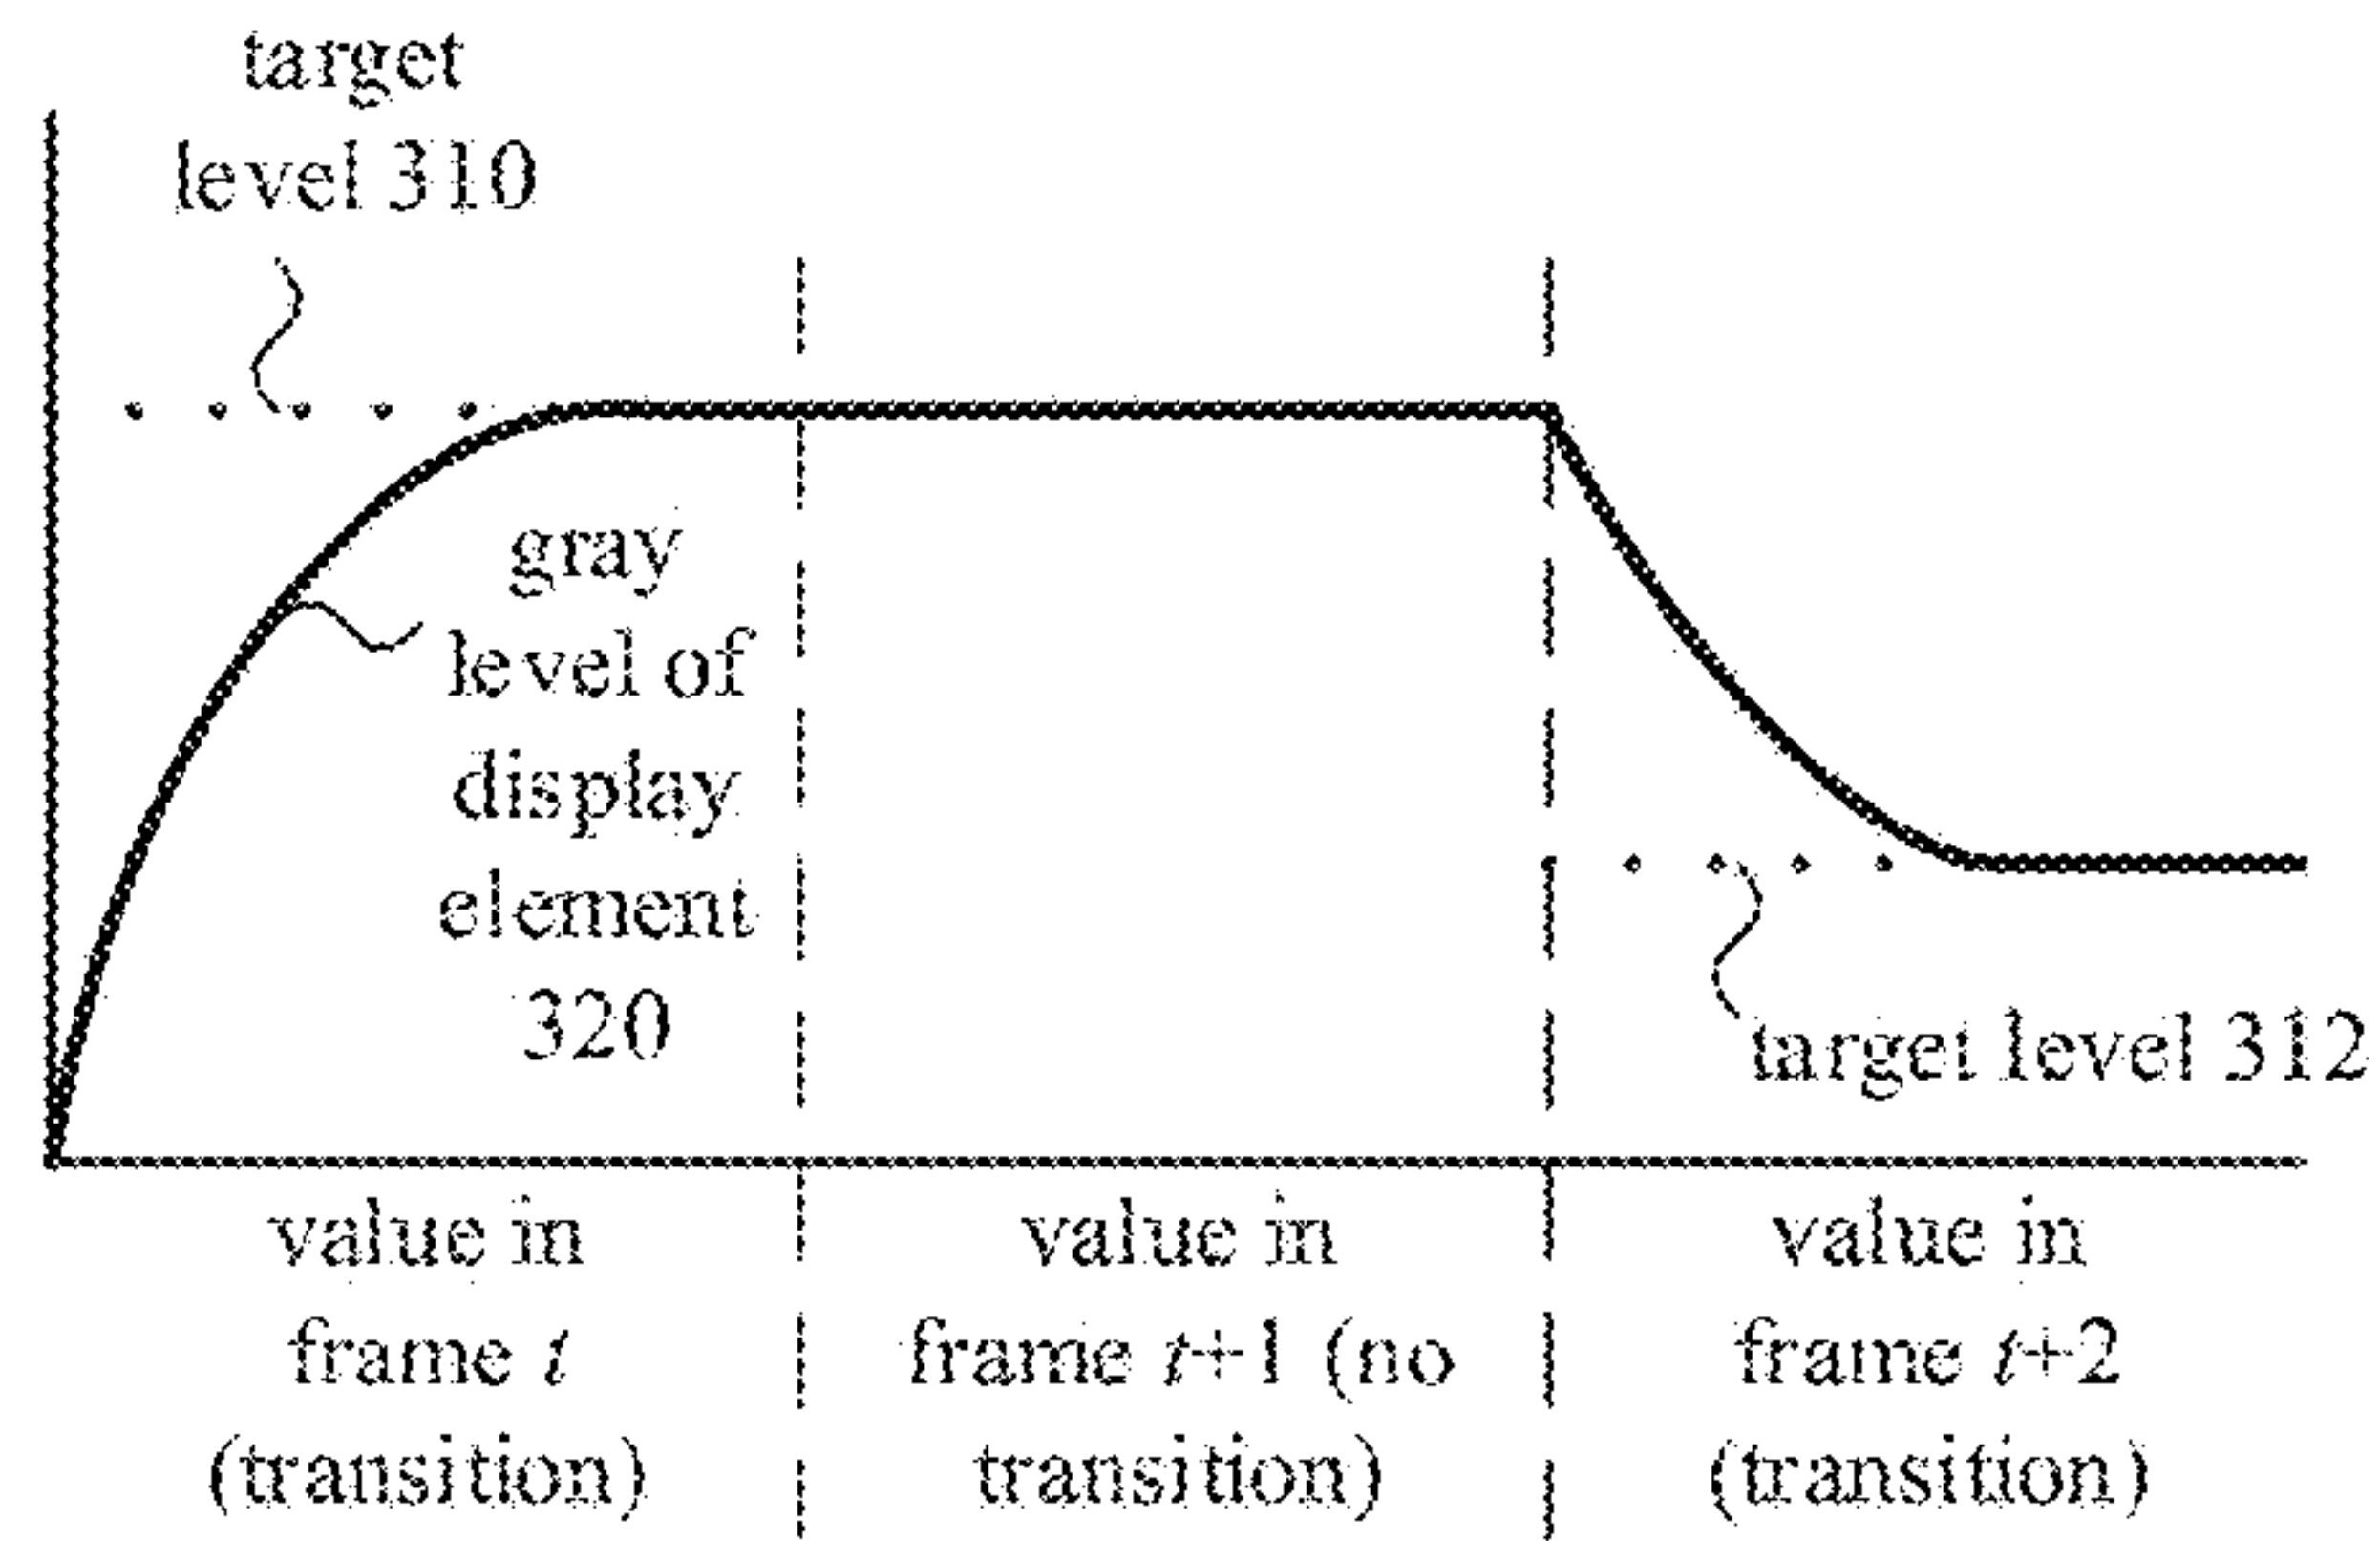 target
level 310
gray
level of
display
element
320
target level 312
value in
frame t
(transition)
value in
frame t+1 (no
transition)
value in
frame t+2
(transition)